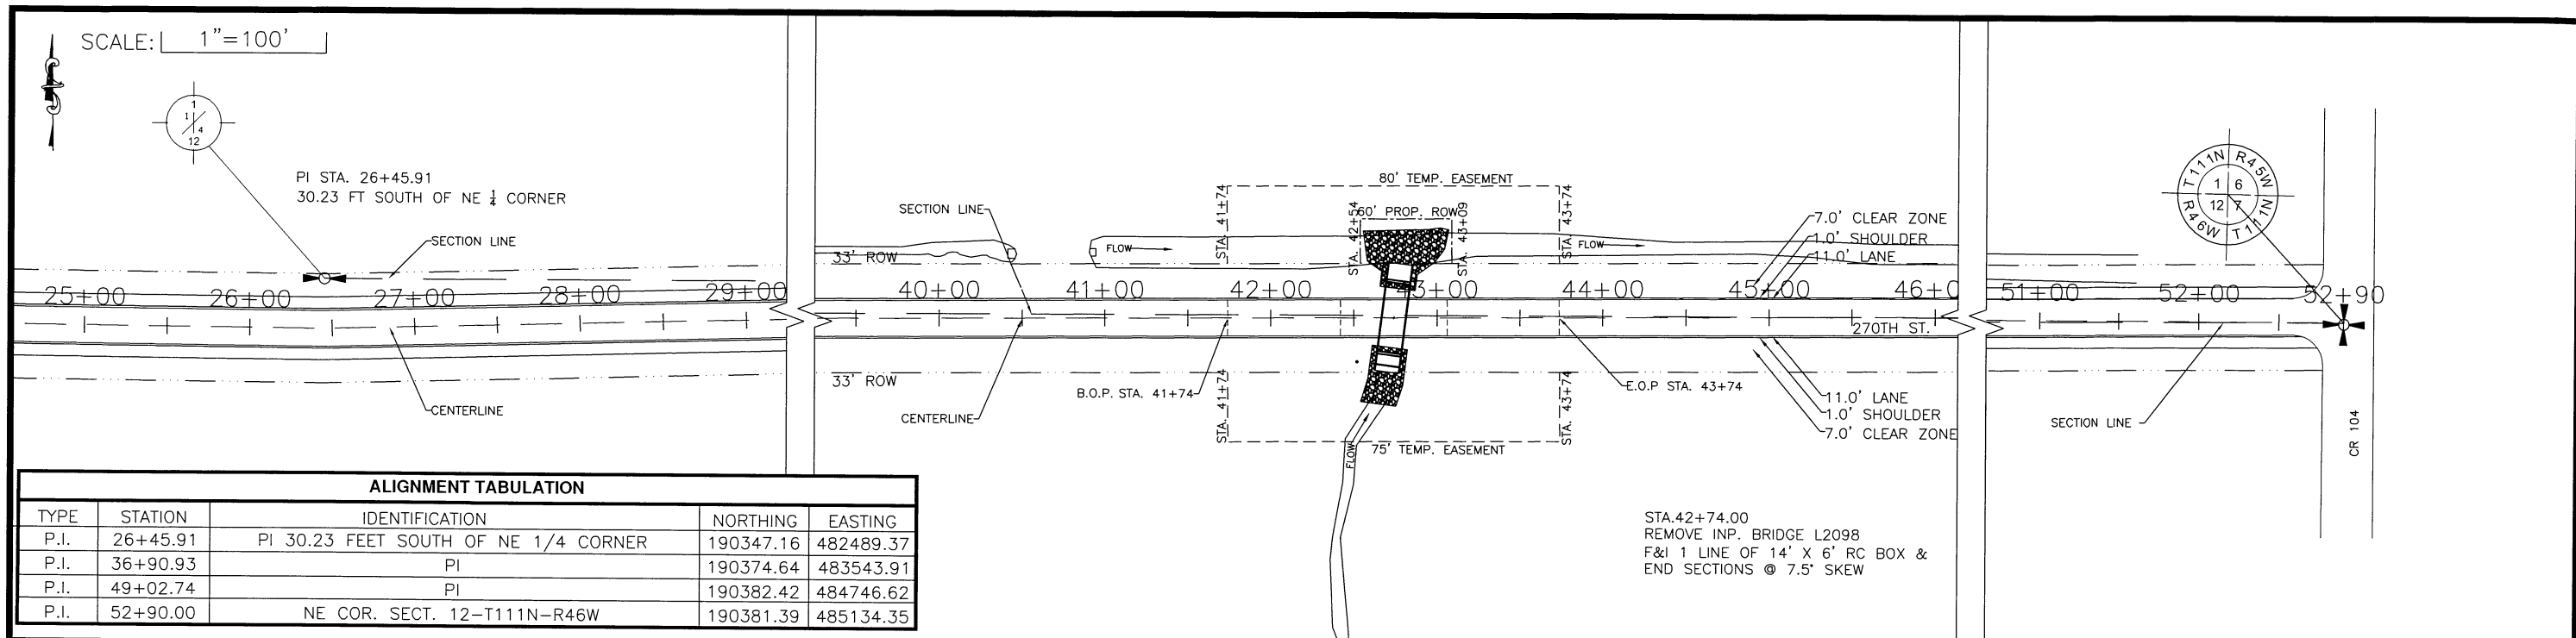 SCALE: 1"=100'
1
1/4
12
PI STA. 26+45.91
30.23 FT SOUTH OF NE 1/4 CORNER
SECTION LINE
25+00 26+00 27+00 28+00 29+00
CENTERLINE
SECTION LINE
33' ROW
FLOW
40+00 41+00 42+00 43+00 44+00 45+00 46+0
80' TEMP. EASEMENT
60' PROP. ROW
STA. 41+74
STA. 42+54
STA. 43+09
STA. 43+74
FLOW
7.0' CLEAR ZONE
1.0' SHOULDER
11.0' LANE
270TH ST.
33' ROW
CENTERLINE
B.O.P. STA. 41+74
STA. 41+74
E.O.P STA. 43+74
STA. 43+74
75' TEMP. EASEMENT
FLOW
11.0' LANE
1.0' SHOULDER
7.0' CLEAR ZONE
T111N R45W
1 6
12 7
R46W T111N
51+00 52+00 52+90
SECTION LINE
CR 104
STA.42+74.00
REMOVE INP. BRIDGE L2098
F&I 1 LINE OF 14' X 6' RC BOX &
END SECTIONS @ 7.5° SKEW
ALIGNMENT TABULATION
TYPE STATION IDENTIFICATION NORTHING EASTING
P.I. 26+45.91 PI 30.23 FEET SOUTH OF NE 1/4 CORNER 190347.16 482489.37
P.I. 36+90.93 PI 190374.64 483543.91
P.I. 49+02.74 PI 190382.42 484746.62
P.I. 52+90.00 NE COR. SECT. 12-T111N-R46W 190381.39 485134.35